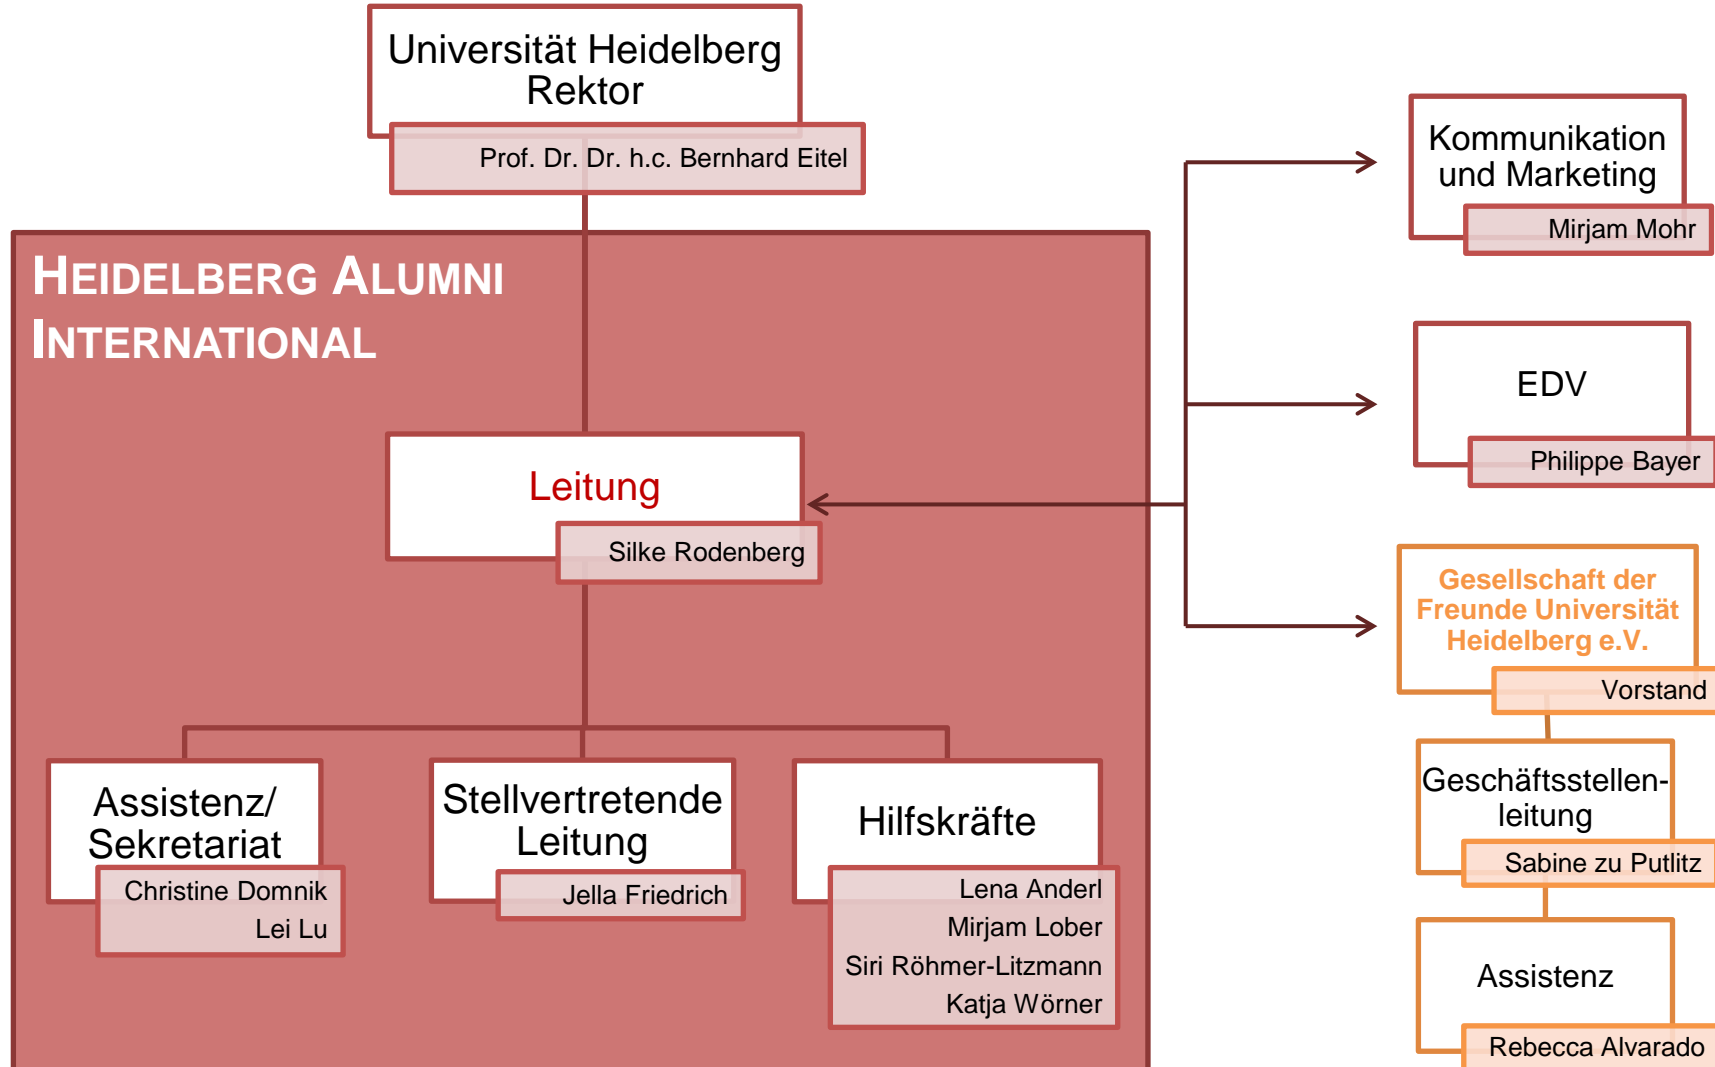 Universität Heidelberg
Rektor
Prof. Dr. Dr. h.c. Bernhard Eitel
HEIDELBERG ALUMNI
INTERNATIONAL
Leitung
Silke Rodenberg
Assistenz/
Sekretariat
Christine Domnik
Lei Lu
Stellvertretende
Leitung
Jella Friedrich
Hilfskräfte
Lena Anderl
Mirjam Lober
Siri Röhmer-Litzmann
Katja Wörner
Kommunikation
und Marketing
Mirjam Mohr
EDV
Philippe Bayer
Gesellschaft der
Freunde Universität
Heidelberg e.V.
Vorstand
Geschäftsstellen-
leitung
Sabine zu Putlitz
Assistenz
Rebecca Alvarado